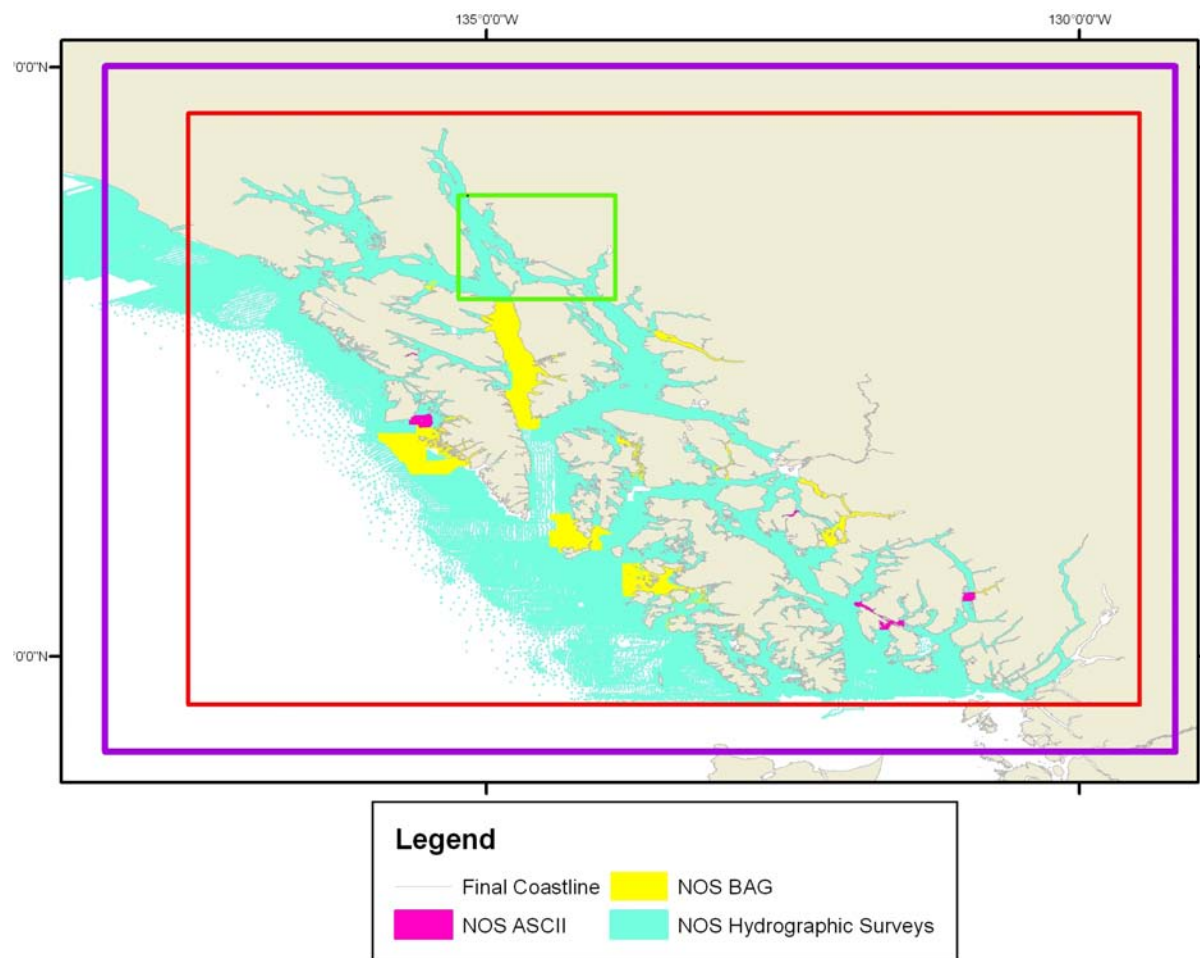 135°0'0"W 130°0'0"W
'0'0"N
'0'0"N
Legend
Final Coastline NOS BAG
NOS ASCII NOS Hydrographic Surveys